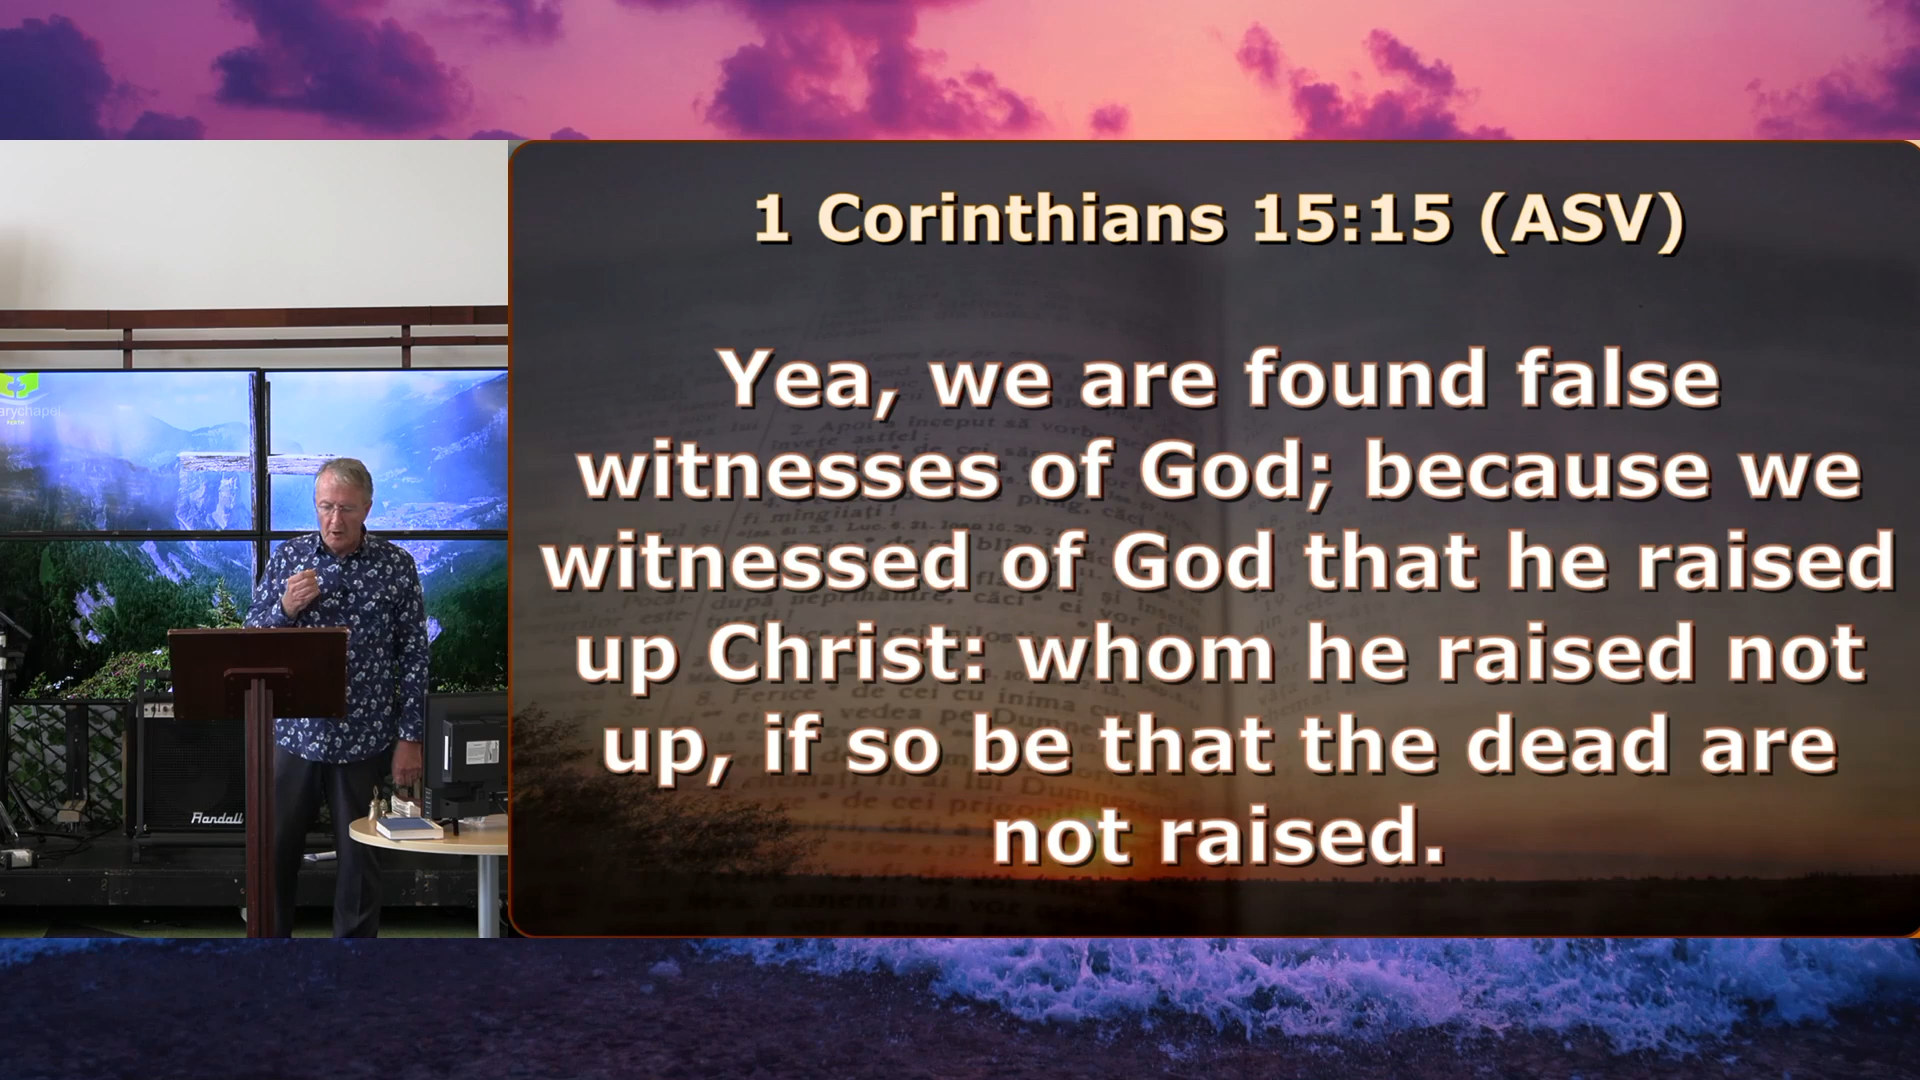 1 Corinthians 15:15 (ASV)
Yea, we are found false
witnesses of God; because we
witnessed of God that he raised
up Christ: whom he raised not
up, if so be that the dead are
not raised.
arychapel
PERTH
Randall